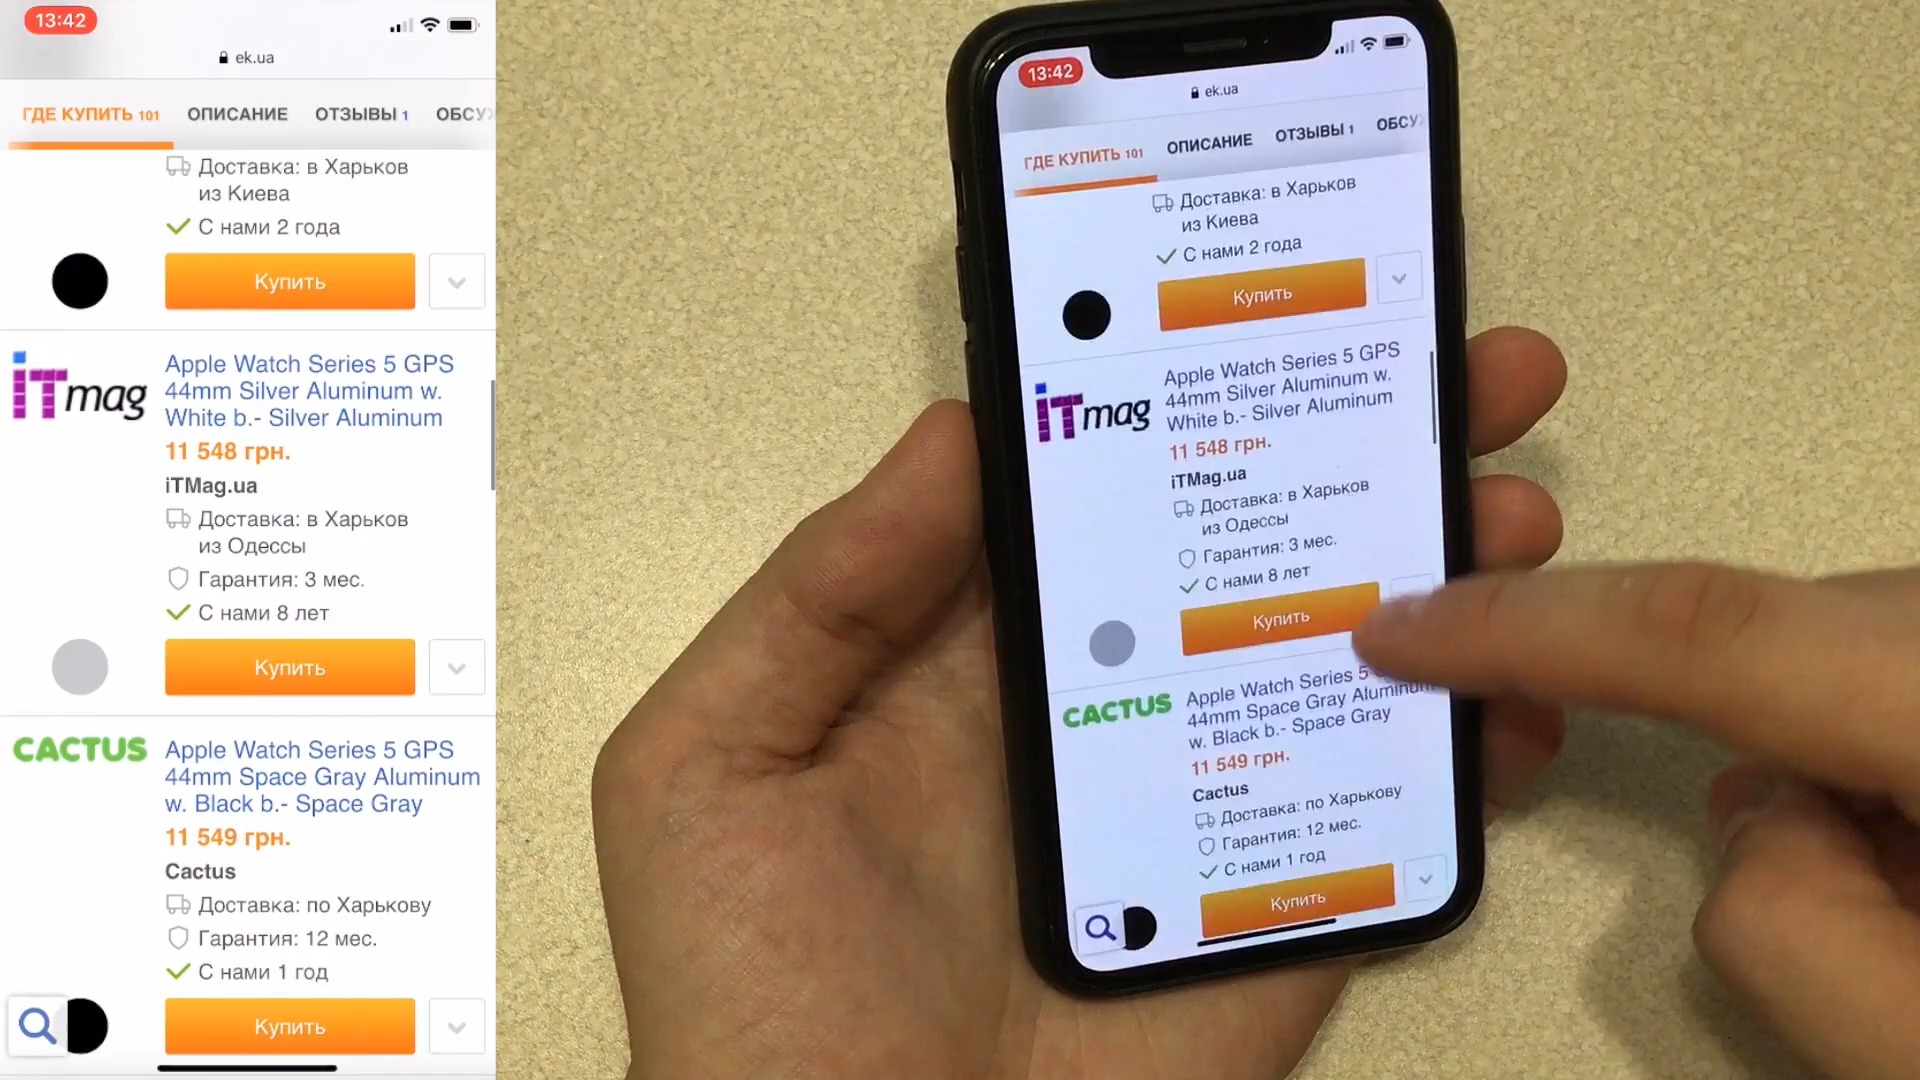 13:42
ek.ua
ГДЕ КУПИТЬ 101 ОПИСАНИЕ ОТЗЫВЫ 1
Доставка: в Харьков
из Киева
С нами 2 года
Купить
iTmag
Apple Watch Series 5 GPS
44mm Silver Aluminum w.
White b.- Silver Aluminum
11 548 грн.
iTMag.ua
Доставка: в Харьков
из Одессы
Гарантия: 3 мес.
С нами 8 лет
Купить
CACTUS
Apple Watch Series 5 GPS
44mm Space Gray Aluminum
w. Black b.- Space Gray
11 549 грн.
Cactus
Доставка: по Харькову
Гарантия: 12 мес.
С нами 1 год
Купить
13:42
ek.ua
ГДЕ КУПИТЬ 101 ОПИСАНИЕ ОТЗЫВЫ 1
Доставка: в Харьков
из Киева
С нами 2 года
Купить
iTmag
Apple Watch Series 5 GPS
44mm Silver Aluminum w.
White b.- Silver Aluminum
11 548 грн.
iTMag.ua
Доставка: в Харьков
из Одессы
Гарантия: 3 мес.
С нами 8 лет
Купить
CACTUS
Apple Watch Series 5
44mm Space Gray Aluminum
w. Black b.- Space Gray
11 549 грн.
Cactus
Доставка: по Харькову
Гарантия: 12 мес.
С нами 1 год
Купить